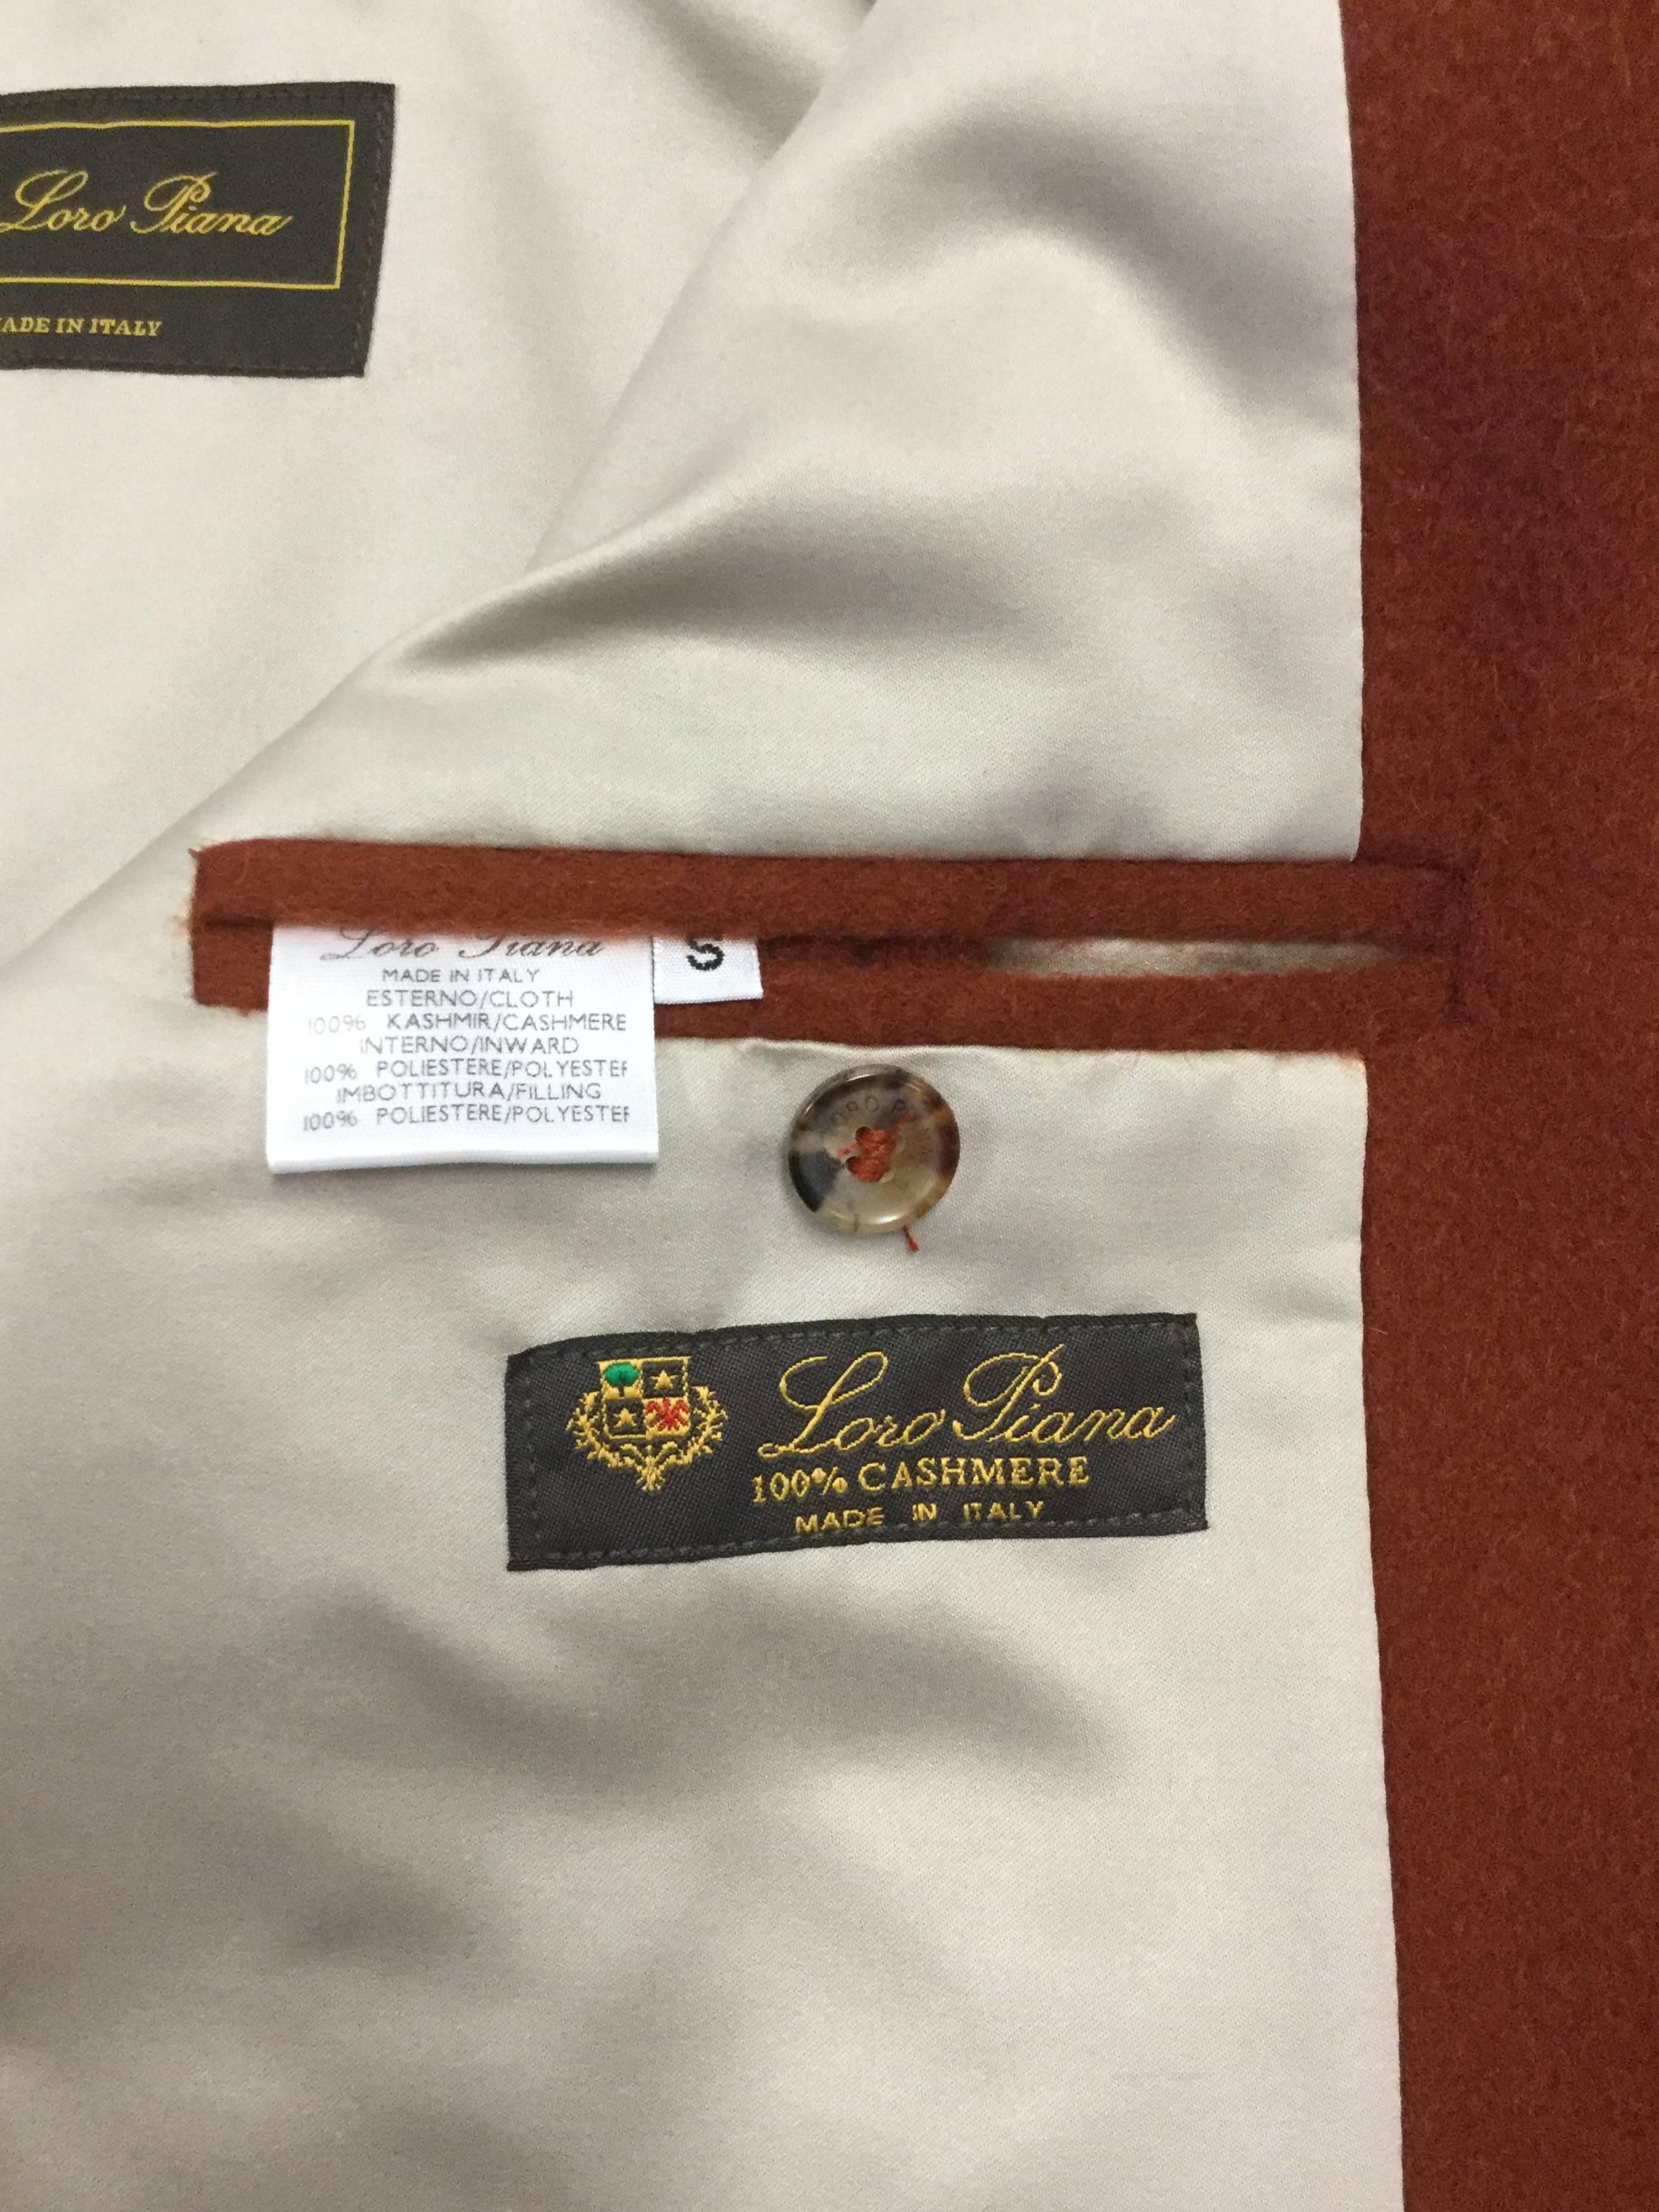 Loro Piana
MADE IN ITALY
Loro Piana
MADE IN ITALY
ESTERNO/CLOTH
100% KASHMIR/CASHMERE
INTERNO/INWARD
100% POLIESTERE/POLYESTER
IMBOTTITURA/FILLING
100% POLIESTERE/POLYESTER
S
LORO P
Loro Piana
100% CASHMERE
MADE IN ITALY